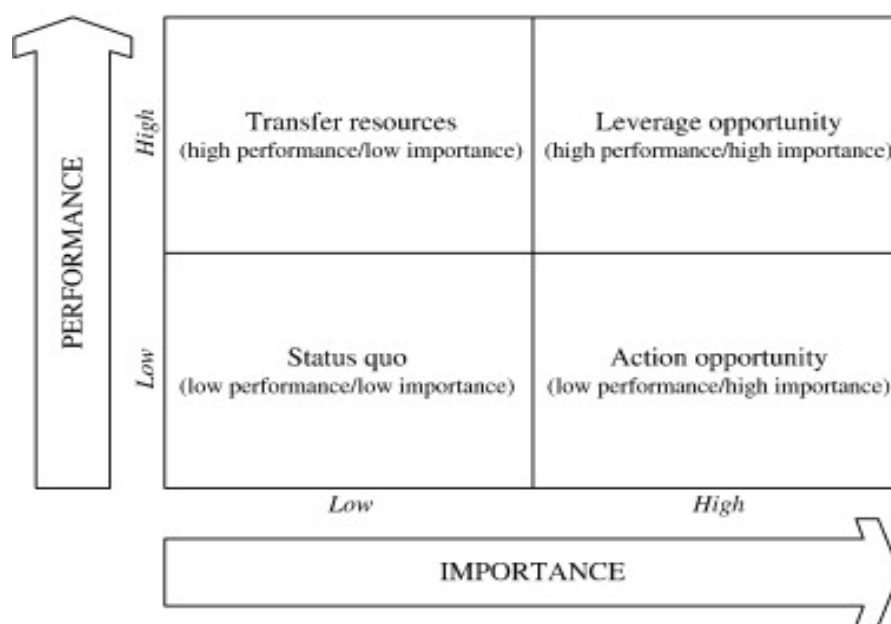 PERFORMANCE
High
Transfer resources
(high performance/low importance)
Leverage opportunity
(high performance/high importance)
Low
Status quo
(low performance/low importance)
Action opportunity
(low performance/high importance)
Low
High
IMPORTANCE